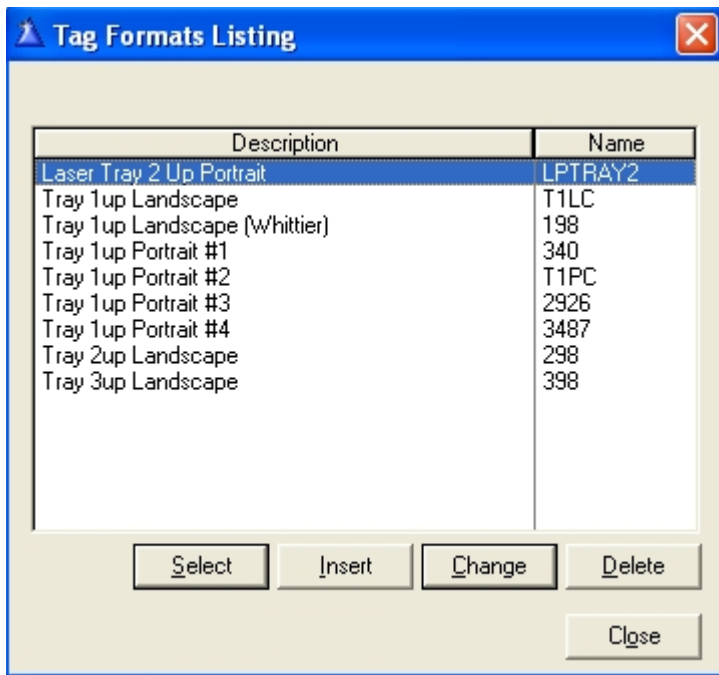 Tag Formats Listing
Description Name
Laser Tray 2 Up Portrait LPTRAY2
Tray 1up Landscape T1LC
Tray 1up Landscape (Whittier) 198
Tray 1up Portrait #1 340
Tray 1up Portrait #2 T1PC
Tray 1up Portrait #3 2926
Tray 1up Portrait #4 3487
Tray 2up Landscape 298
Tray 3up Landscape 398
Select Insert Change Delete
Close